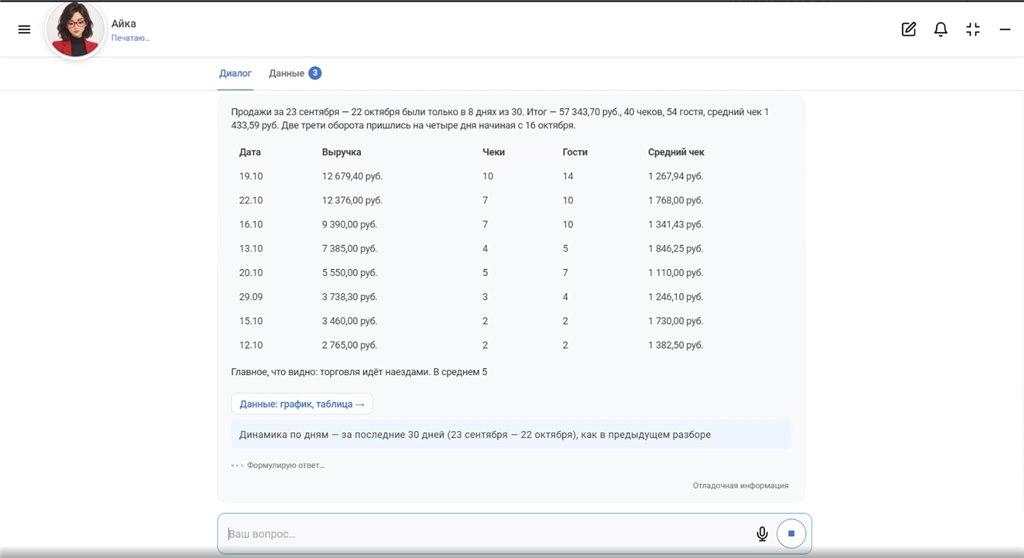 Айка
Печатаю...
Диалог
Данные 3
Продажи за 23 сентября — 22 октября были только в 8 днях из 30. Итог — 57 343,70 руб., 40 чеков, 54 гостя, средний чек 1
433,59 руб. Две трети оборота пришлись на четыре дня начиная с 16 октября.
Дата Выручка Чеки Гости Средний чек
19.10 12 679,40 руб. 10 14 1 267,94 руб.
22.10 12 376,00 руб. 7 10 1 768,00 руб.
16.10 9 390,00 руб. 7 10 1 341,43 руб.
13.10 7 385,00 руб. 4 5 1 846,25 руб.
20.10 5 550,00 руб. 5 7 1 110,00 руб.
29.09 3 738,30 руб. 3 4 1 246,10 руб.
15.10 3 460,00 руб. 2 2 1 730,00 руб.
12.10 2 765,00 руб. 2 2 1 382,50 руб.
Главное, что видно: торговля идёт наездами. В среднем 5
Данные: график, таблица →
Динамика по дням — за последние 30 дней (23 сентября — 22 октября), как в предыдущем разборе
Формулирую ответ...
Отладочная информация
Ваш вопрос...